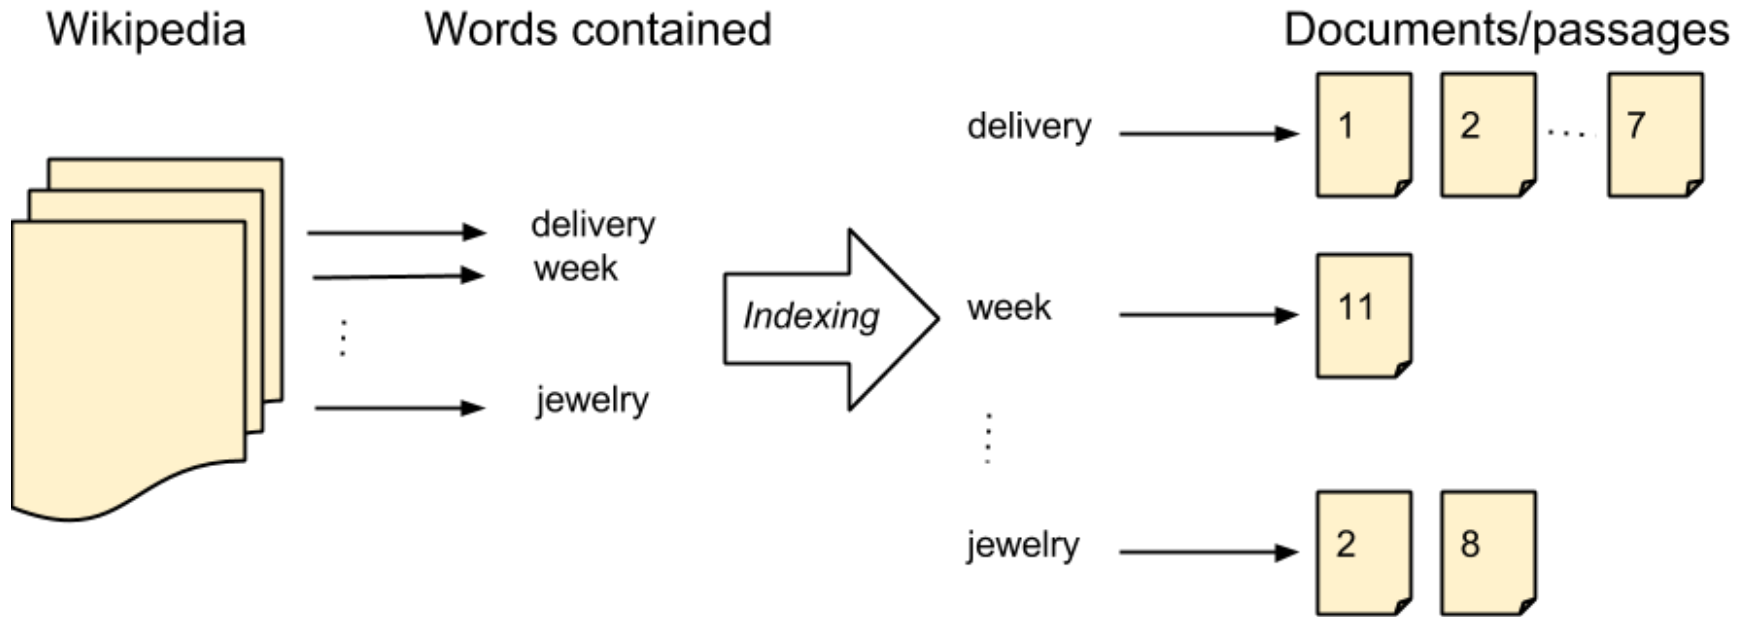 Wikipedia
Words contained
Documents/passages
delivery
week
⋮
jewelry
Indexing
delivery
1
2
....
7
week
11
⋮
jewelry
2
8